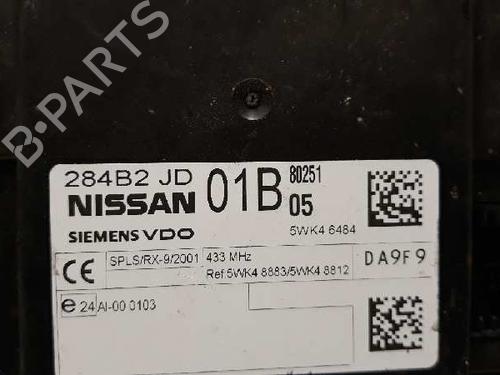 B-PARTS
284B2 JD 01B 80251
05
NISSAN
SIEMENS VDO 5WK4 6484
CE SPLS/RX-9/2001 433 MHz DA9F9
Ref:5WK4 8883/5WK4 8812
e 24 AI-00 0103